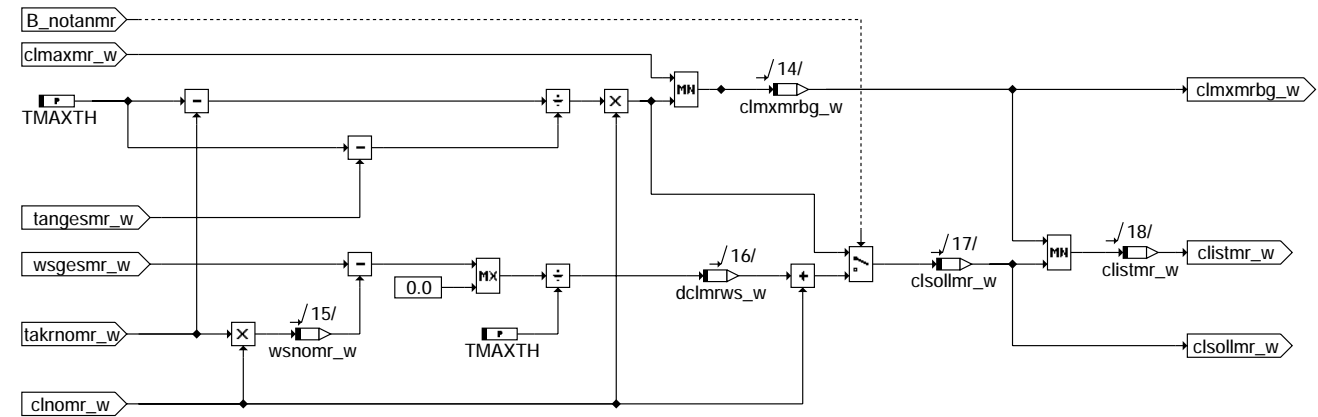 B_notanmr
clmaxmr_w
P
TMAXTH
-
÷
×
MN
/14/
clmxmrbg_w
clmxmrbg_w
-
tangesmr_w
wsgesmr_w
-
0.0
MX
÷
P
TMAXTH
/16/
dclmrws_w
+
/17/
clsollmr_w
MN
/18/
clistmr_w
clistmr_w
takrnomr_w
×
/15/
wsnomr_w
clsollmr_w
clnomr_w